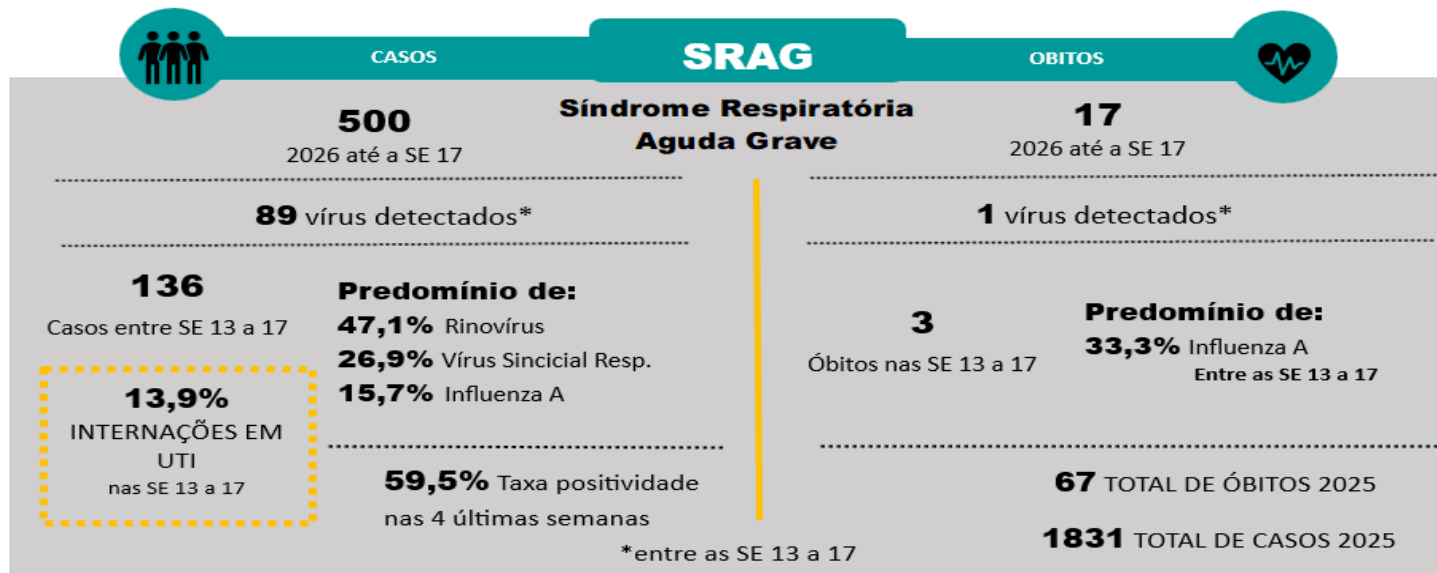 CASOS
SRAG
OBITOS
Síndrome Respiratória
Aguda Grave
500
2026 até a SE 17
17
2026 até a SE 17
89 vírus detectados*
1 vírus detectados*
136
Casos entre SE 13 a 17
Predomínio de:
47,1% Rinovírus
26,9% Vírus Sincicial Resp.
15,7% Influenza A
13,9%
INTERNAÇÕES EM
UTI
nas SE 13 a 17
59,5% Taxa positividade
nas 4 últimas semanas
3
Óbitos nas SE 13 a 17
Predomínio de:
33,3% Influenza A
Entre as SE 13 a 17
67 TOTAL DE ÓBITOS 2025
1831 TOTAL DE CASOS 2025
*entre as SE 13 a 17